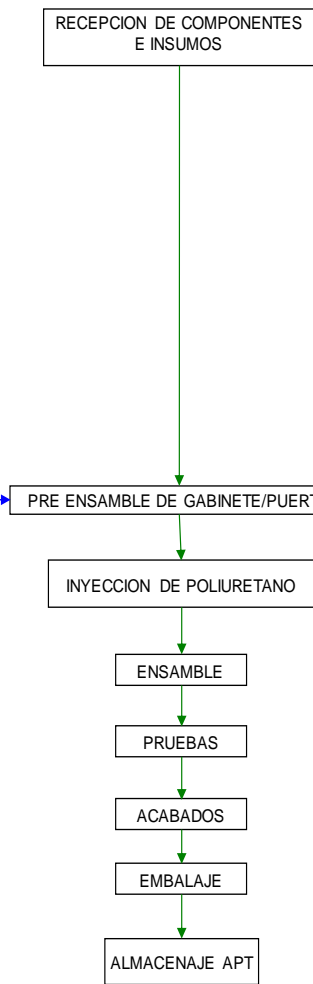 RECEPCION DE COMPONENTES
E INSUMOS
PRE ENSAMBLE DE GABINETE/PUERT
INYECCION DE POLIURETANO
ENSAMBLE
PRUEBAS
ACABADOS
EMBALAJE
ALMACENAJE APT